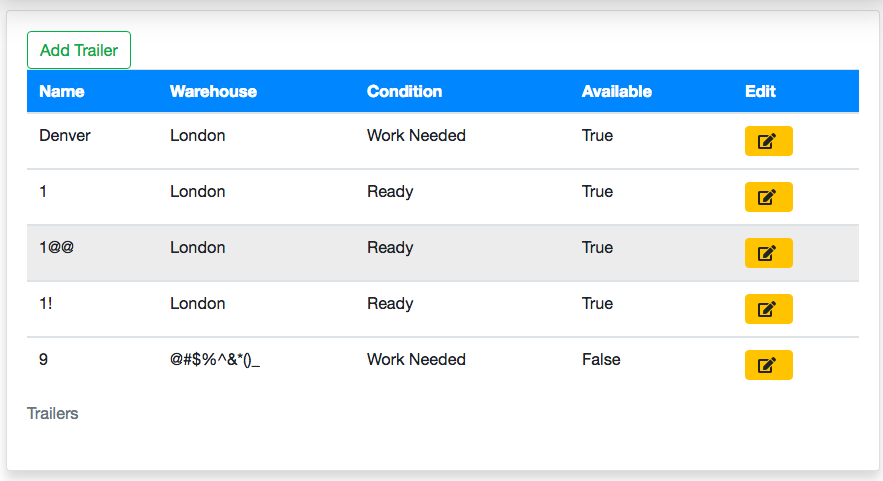 Add Trailer
Name Warehouse Condition Available Edit
Denver London Work Needed True
1 London Ready True
1@@ London Ready True
1! London Ready True
9 @#$%^&*()_ Work Needed False
Trailers